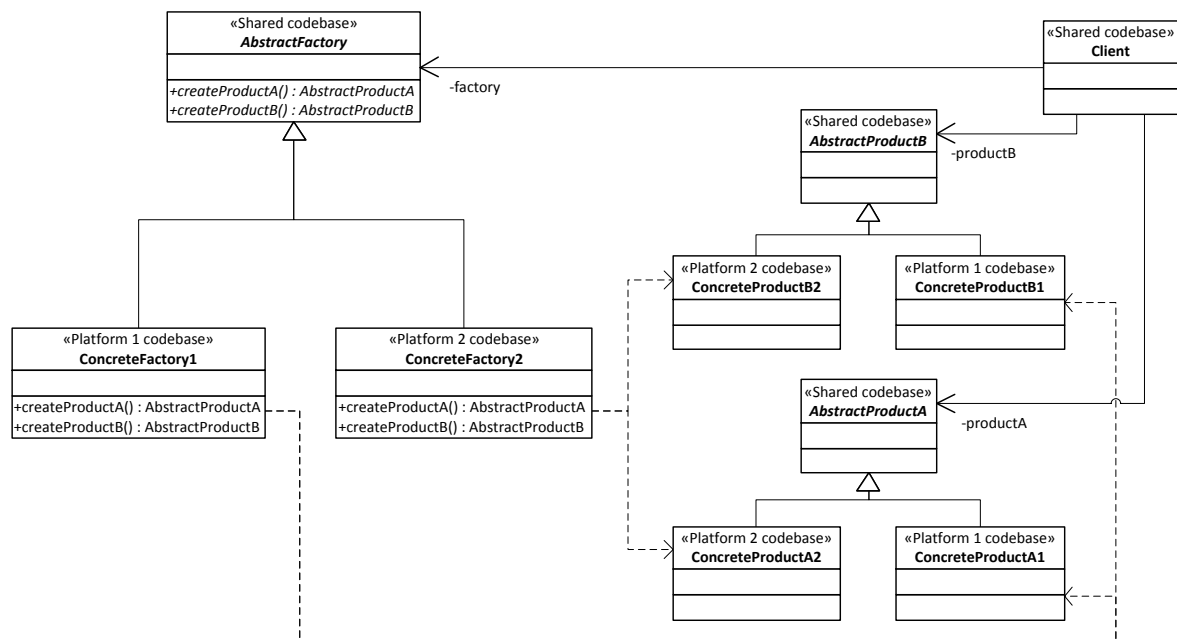 «Shared codebase»
AbstractFactory
+createProductA() : AbstractProductA
+createProductB() : AbstractProductB
-factory
«Shared codebase»
Client
«Shared codebase»
AbstractProductB
-productB
«Platform 2 codebase»
ConcreteProductB2
«Platform 1 codebase»
ConcreteProductB1
«Platform 1 codebase»
ConcreteFactory1
+createProductA() : AbstractProductA
+createProductB() : AbstractProductB
«Platform 2 codebase»
ConcreteFactory2
+createProductA() : AbstractProductA
+createProductB() : AbstractProductB
«Shared codebase»
AbstractProductA
-productA
«Platform 2 codebase»
ConcreteProductA2
«Platform 1 codebase»
ConcreteProductA1